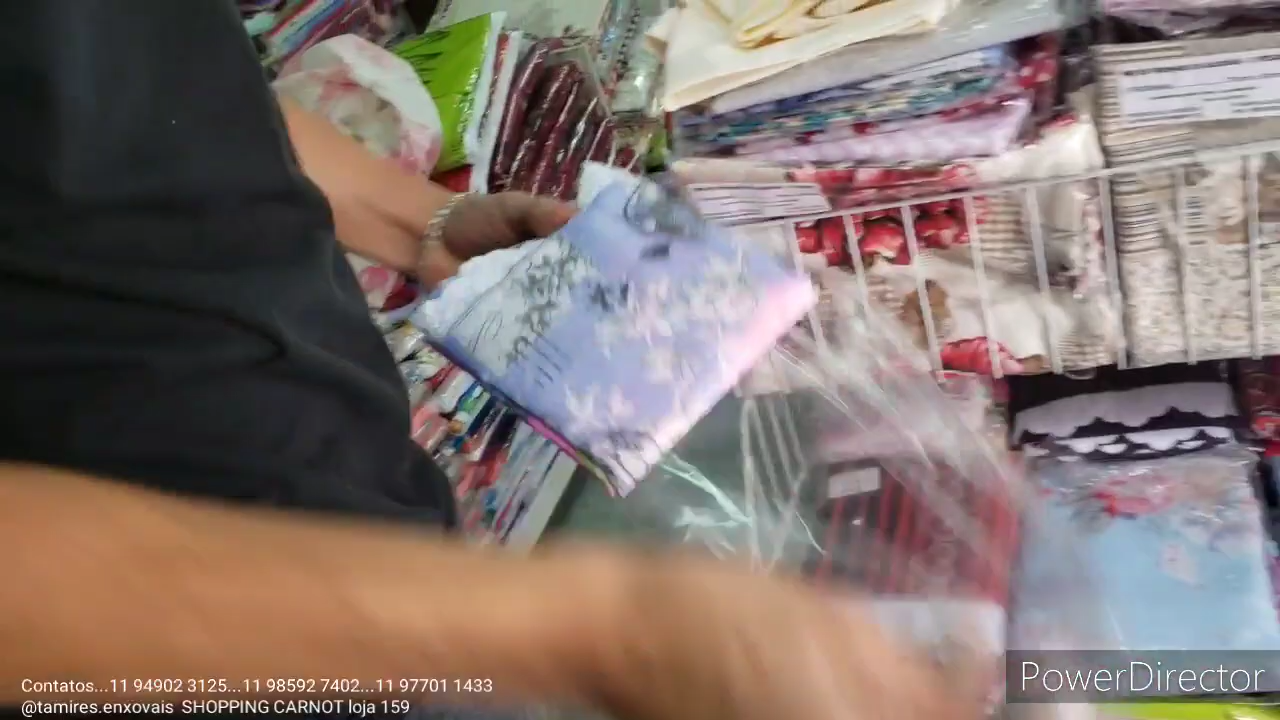 Contatos...11 94902 3125...11 98592 7402...11 97701 1433
@tamires.enxovais SHOPPING CARNOT loja 159
PowerDirector